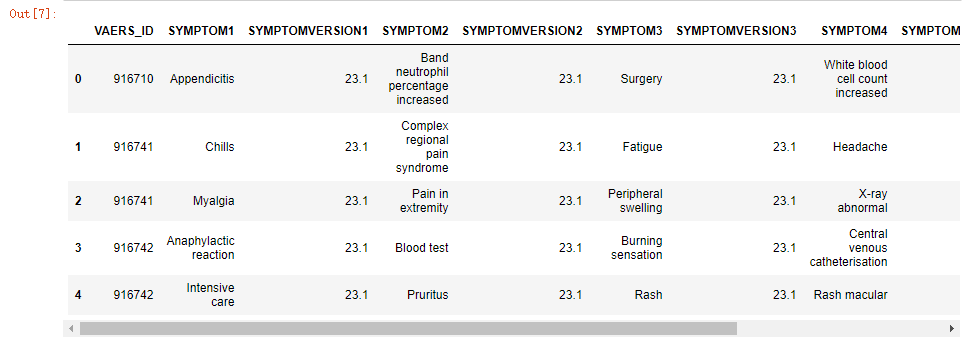 Out[7]:
VAERS_ID SYMPTOM1 SYMPTOMVERSION1 SYMPTOM2 SYMPTOMVERSION2 SYMPTOM3 SYMPTOMVERSION3 SYMPTOM4 SYMPTOM
0 916710 Appendicitis 23.1 Band neutrophil percentage increased 23.1 Surgery 23.1 White blood cell count increased
1 916741 Chills 23.1 Complex regional pain syndrome 23.1 Fatigue 23.1 Headache
2 916741 Myalgia 23.1 Pain in extremity 23.1 Peripheral swelling 23.1 X-ray abnormal
3 916742 Anaphylactic reaction 23.1 Blood test 23.1 Burning sensation 23.1 Central venous catheterisation
4 916742 Intensive care 23.1 Pruritus 23.1 Rash 23.1 Rash macular